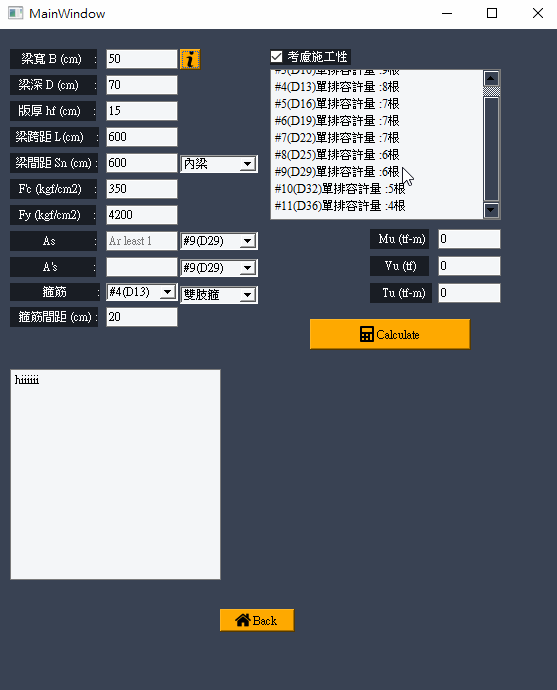 MainWindow
梁寬 B (cm) : 50
梁深 D (cm) : 70
版厚 hf (cm) : 15
梁跨距 L(cm) : 600
梁間距 Sn (cm) : 600 內梁
F'c (kgf/cm2) : 350
Fy (kgf/cm2) : 4200
As : Ar least 1 #9(D29)
A's : #9(D29)
箍筋 : #4(D13) 雙肢箍
箍筋間距 (cm) : 20
考慮施工性
#3(D10)單排容許量 :9根
#4(D13)單排容許量 :8根
#5(D16)單排容許量 :7根
#6(D19)單排容許量 :7根
#7(D22)單排容許量 :7根
#8(D25)單排容許量 :6根
#9(D29)單排容許量 :6根
#10(D32)單排容許量 :5根
#11(D36)單排容許量 :4根
Mu (tf-m) 0
Vu (tf) 0
Tu (tf-m) 0
Calculate
hiiiiii
Back